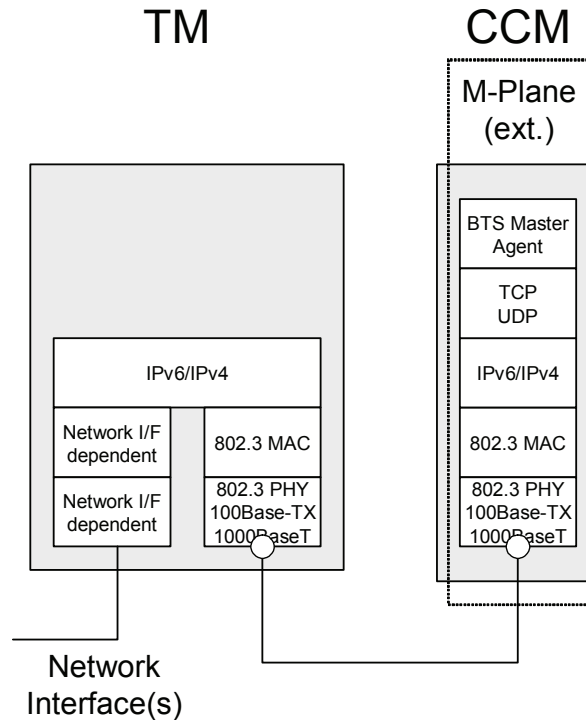 TM
CCM
M-Plane
(ext.)
BTS Master
Agent
TCP
UDP
IPv6/IPv4
IPv6/IPv4
Network I/F
dependent
802.3 MAC
802.3 MAC
Network I/F
dependent
802.3 PHY
100Base-TX
1000BaseT
802.3 PHY
100Base-TX
1000BaseT
Network
Interface(s)